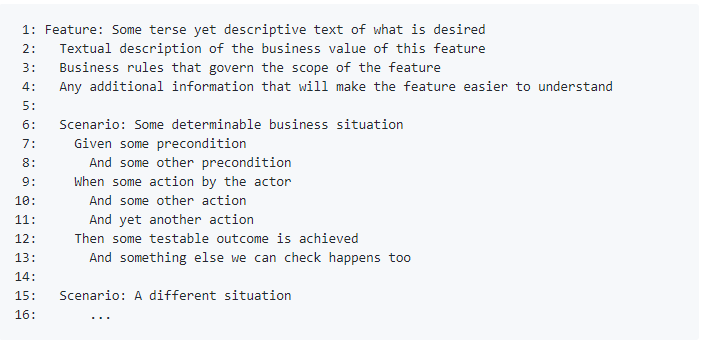 1: Feature: Some terse yet descriptive text of what is desired
2:   Textual description of the business value of this feature
3:   Business rules that govern the scope of the feature
4:   Any additional information that will make the feature easier to understand
5:
6:   Scenario: Some determinable business situation
7:     Given some precondition
8:       And some other precondition
9:     When some action by the actor
10:       And some other action
11:       And yet another action
12:     Then some testable outcome is achieved
13:       And something else we can check happens too
14:
15:   Scenario: A different situation
16:       ...